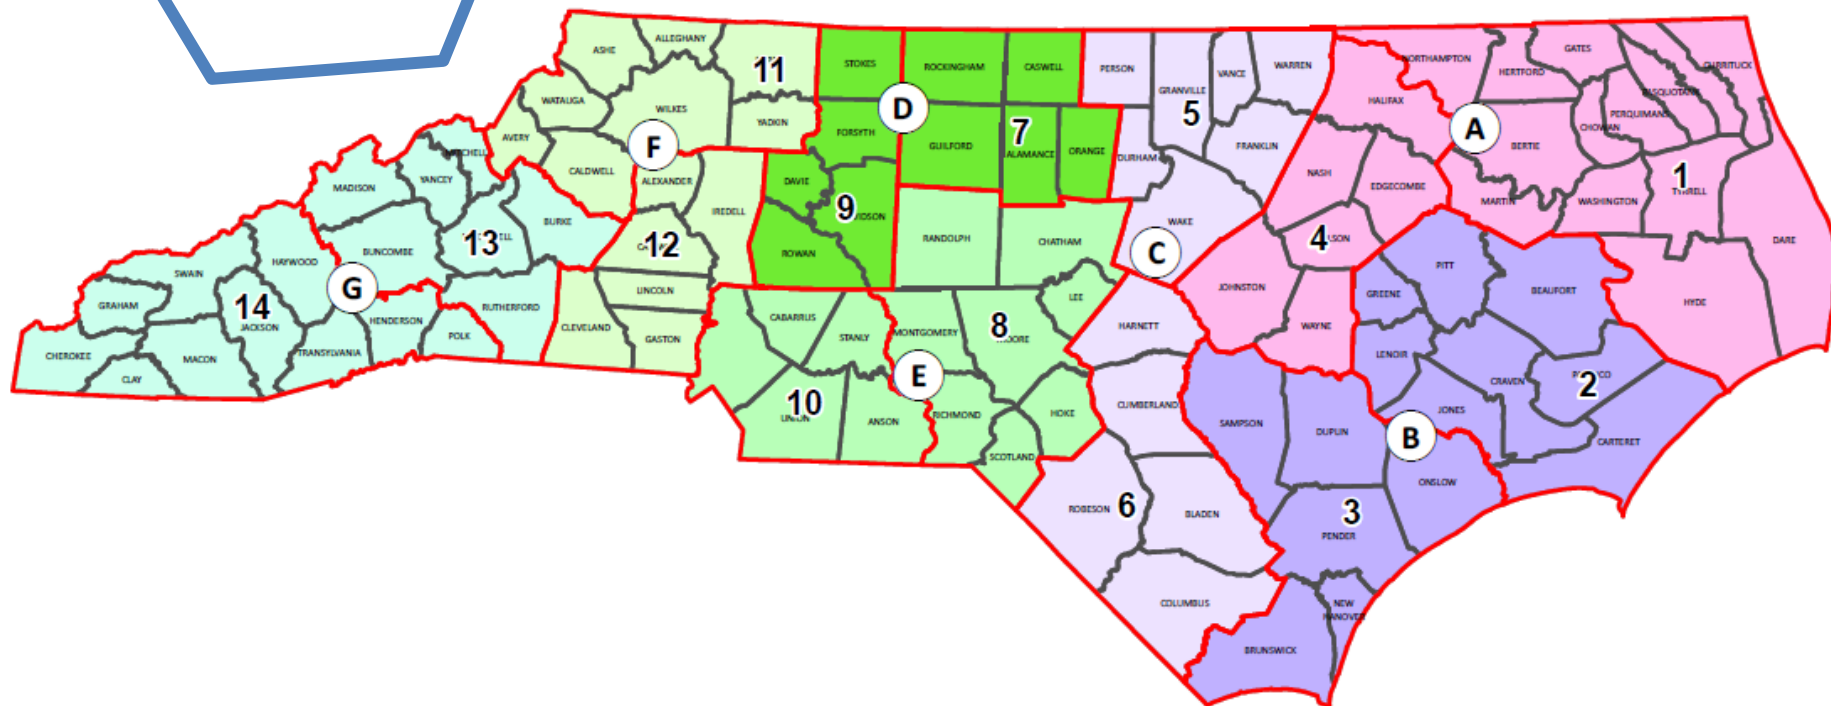 ALLEGHANY
ASHE
11
STOKES
ROCKINGHAM
CASWELL
PERSON
GRANVILLE
VANCE
WARREN
NORTHAMPTON
HERTFORD
GATES
CURRITUCK
WATAUGA
WILKES
YADKIN
D
FORSYTH
GUILFORD
7
ALAMANCE
ORANGE
5
FRANKLIN
HALIFAX
A
BERTIE
CHOWAN
PERQUIMANS
PASQUOTANK
AVERY
F
CALDWELL
ALEXANDER
IREDELL
DAVIE
9
DURHAM
WAKE
C
NASH
EDGECOMBE
MARTIN
WASHINGTON
1
TYRRELL
DARE
MITCHELL
YANCEY
MADISON
BURKE
13
BUNCOMBE
HAYWOOD
SWAIN
GRAHAM
12
ROWAN
RANDOLPH
CHATHAM
LEE
4
JOHNSTON
WAYNE
GREENE
PITT
BEAUFORT
HYDE
G
14
JACKSON
HENDERSON
POLK
RUTHERFORD
CLEVELAND
LINCOLN
GASTON
CABARRUS
STANLY
MONTGOMERY
8
HARNETT
LENOIR
CRAVEN
2
CHEROKEE
CLAY
MACON
TRANSYLVANIA
10
UNION
ANSON
E
RICHMOND
HOKE
SCOTLAND
CUMBERLAND
SAMPSON
DUPLIN
JONES
B
CARTERET
ONSLOW
ROBESON
6
BLADEN
3
PENDER
COLUMBUS
NEW
HANOVER
BRUNSWICK